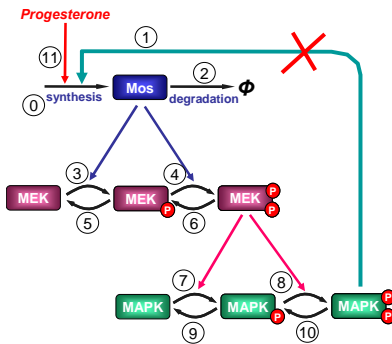 Progesterone
1
11
2
0
synthesis
Mos
degradation
Φ
3
4
MEK
MEK
P
MEK
P
P
5
6
7
8
MAPK
MAPK
P
MAPK
P
P
9
10